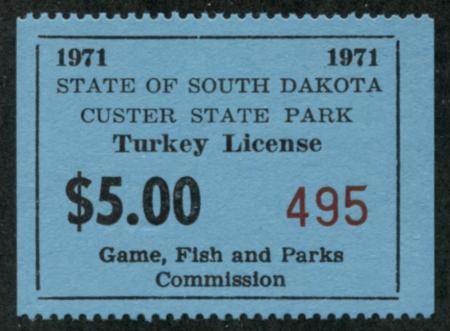 1971 1971
STATE OF SOUTH DAKOTA
CUSTER STATE PARK
Turkey License
$5.00 495
Game, Fish and Parks
Commission